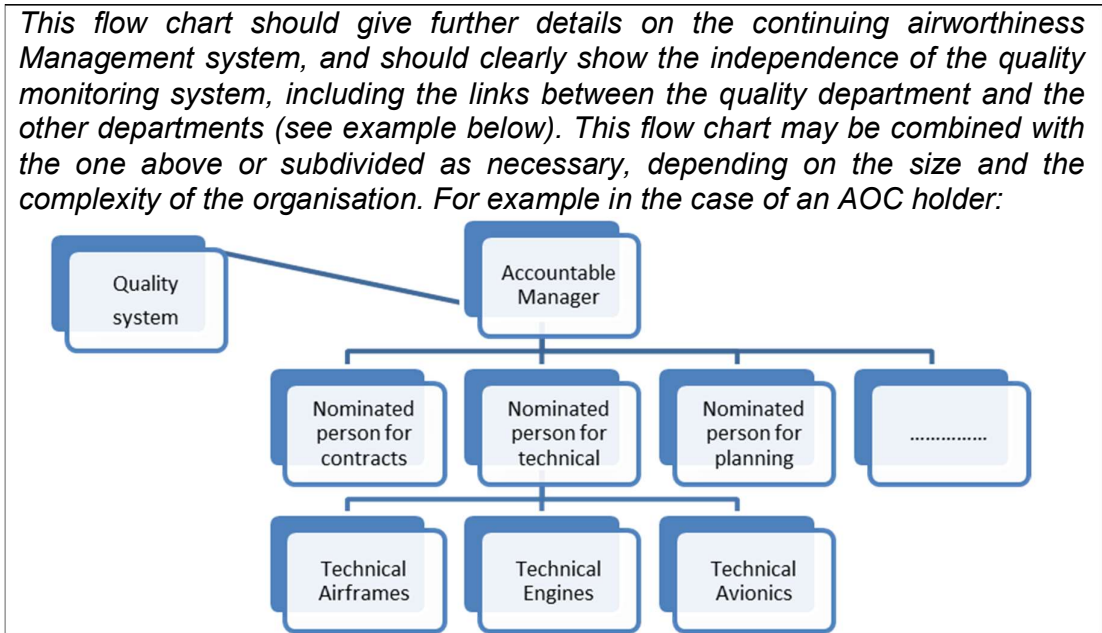 This flow chart should give further details on the continuing airworthiness
Management system, and should clearly show the independence of the quality
monitoring system, including the links between the quality department and the
other departments (see example below). This flow chart may be combined with
the one above or subdivided as necessary, depending on the size and the
complexity of the organisation. For example in the case of an AOC holder:
Quality
system
Accountable
Manager
Nominated
person for
contracts
Nominated
person for
technical
Nominated
person for
planning
...............
Technical
Airframes
Technical
Engines
Technical
Avionics